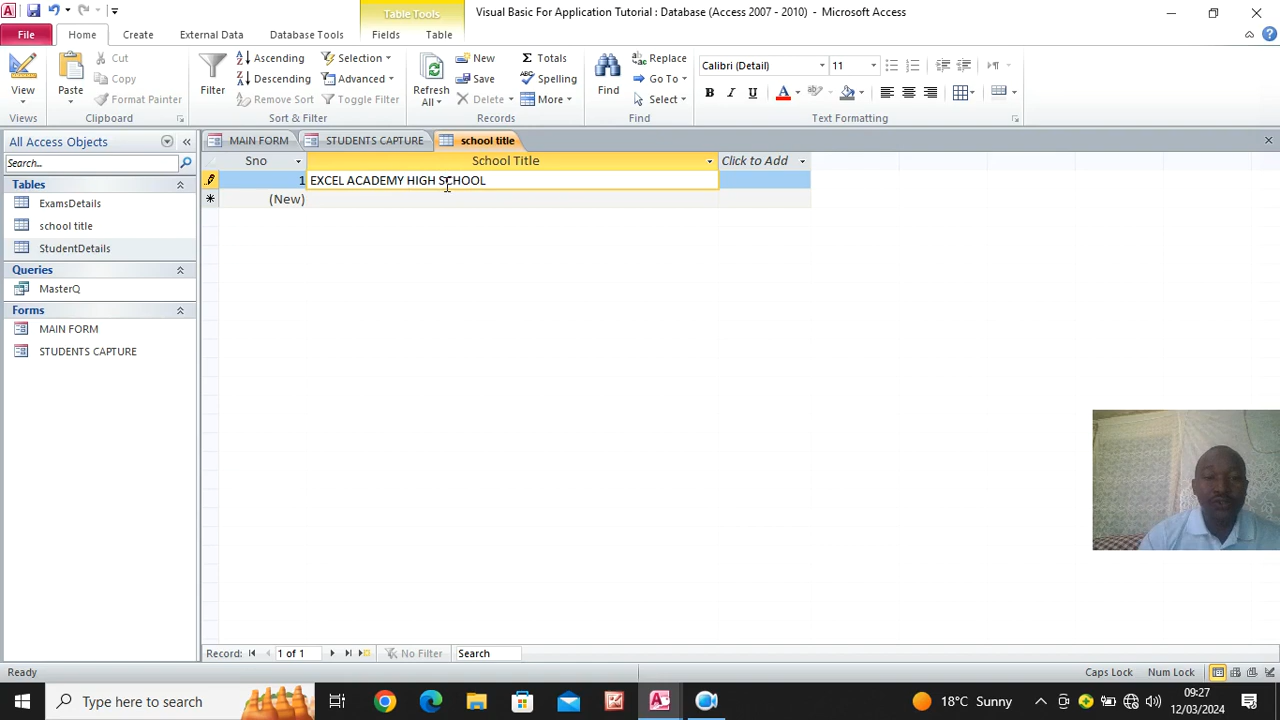 Table Tools
Visual Basic For Application Tutorial : Database (Access 2007 - 2010) - Microsoft Access
File Home Create External Data Database Tools Fields Table
View
Views
Paste
Cut
Copy
Format Painter
Clipboard
Filter
Ascending
Descending
Remove Sort
Selection
Advanced
Toggle Filter
Sort & Filter
Refresh
All
New
Save
Delete
Totals
Spelling
More
Records
Find
Replace
Go To
Select
Find
Calibri (Detail) 11
B I U A
Text Formatting
All Access Objects
Search...
Tables
ExamsDetails
school title
StudentDetails
Queries
MasterQ
Forms
MAIN FORM
STUDENTS CAPTURE
MAIN FORM STUDENTS CAPTURE school title
Sno School Title Click to Add
1 EXCEL ACADEMY HIGH SCHOOL
(New)
Record: 1 of 1 No Filter Search
Ready Caps Lock Num Lock
Type here to search
18°C Sunny
09:27
12/03/2024